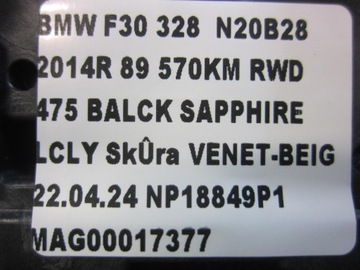 BMW F30 328 N20B28
2014R 89 570KM RWD
475 BALCK SAPPHIRE
LCLY SkÛra VENET-BEIG
22.04.24 NP18849P1
MAG00017377